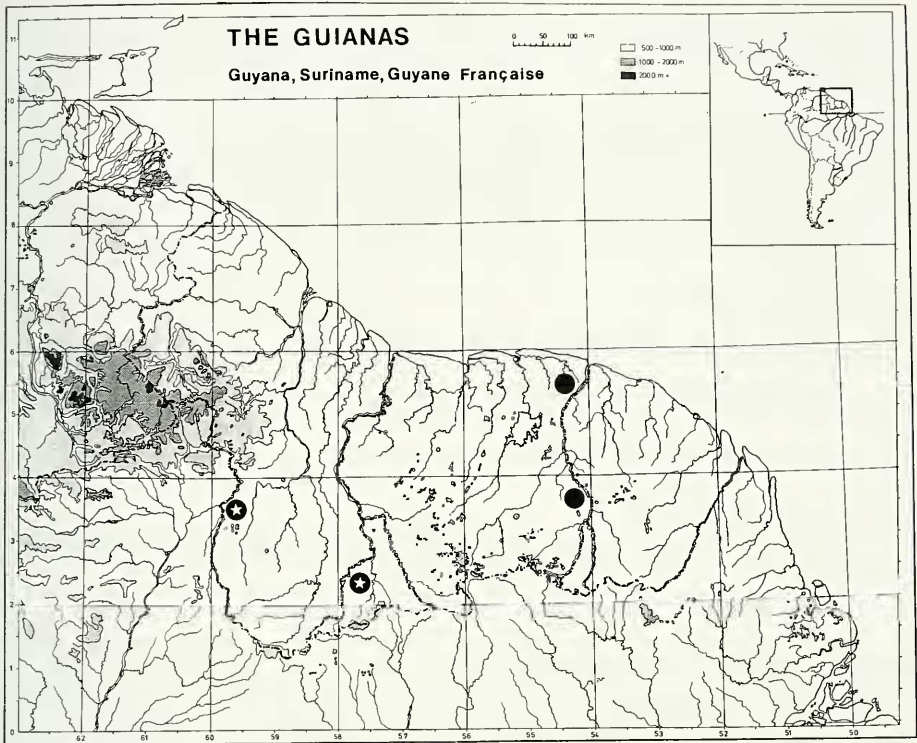 THE GUIANAS
Guyana, Suriname, Guyane Française
0 50 100 km
500-1000 m
1000-2000 m
2000 m +
11
10
9
8
7
6
5
4
3
2
1
0
62 61 60 59 58 57 56 55 54 53 52 51 50